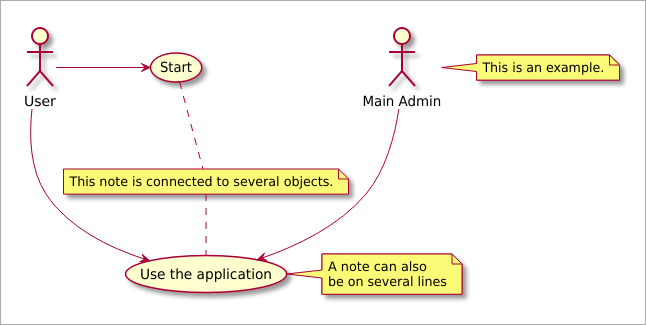 Start
This is an example.
User
Main Admin
This note is connected to several objects.
Use the application
A note can also
be on several lines